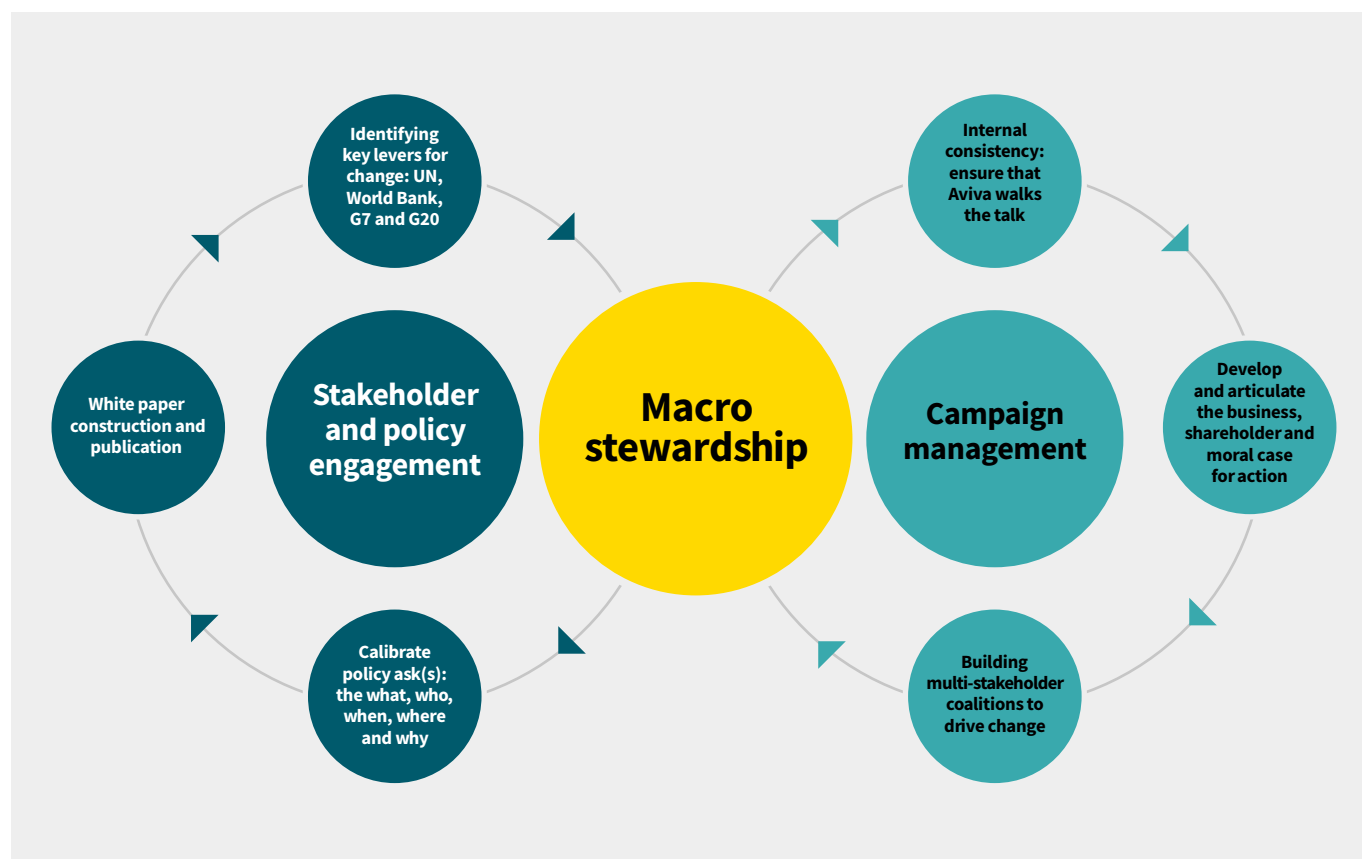 Identifying
key levers for
change: UN,
World Bank,
G7 and G20
White paper
construction and
publication
Stakeholder
and policy
engagement
Calibrate
policy ask(s):
the what, who,
when, where
and why
Macro
stewardship
Internal
consistency:
ensure that
Aviva walks
the talk
Campaign
management
Develop
and articulate
the business,
shareholder and
moral case
for action
Building
multi-stakeholder
coalitions to
drive change